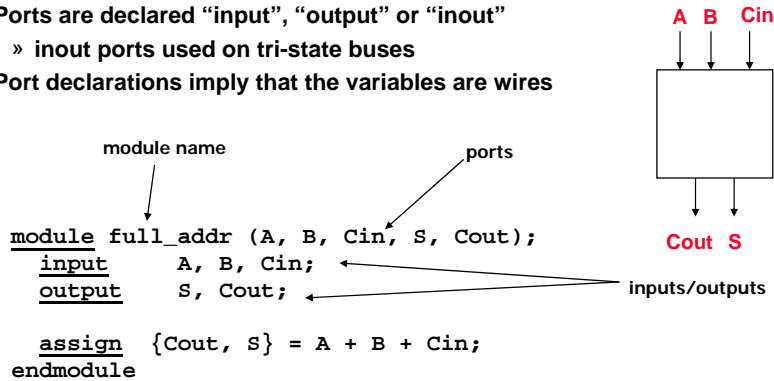 Ports are declared “input”, “output” or “inout”
» inout ports used on tri-state buses
Port declarations imply that the variables are wires
A B Cin
module name
ports
module full_addr (A, B, Cin, S, Cout);
input A, B, Cin;
output S, Cout;
Cout S
inputs/outputs
assign {Cout, S} = A + B + Cin;
endmodule